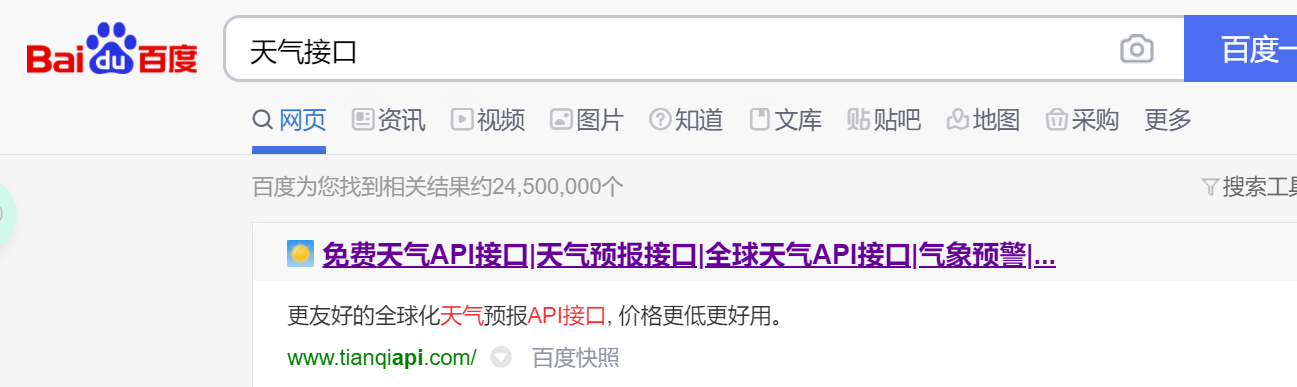 Bai du 百度 天气接口 百度一
网页 资讯 视频 图片 知道 文库 贴吧 地图 采购 更多
百度为您找到相关结果约24,500,000个 搜索工具
免费天气API接口|天气预报接口|全球天气API接口|气象预警|...
更友好的全球化天气预报API接口, 价格更低更好用。
www.tianqiapi.com/ 百度快照